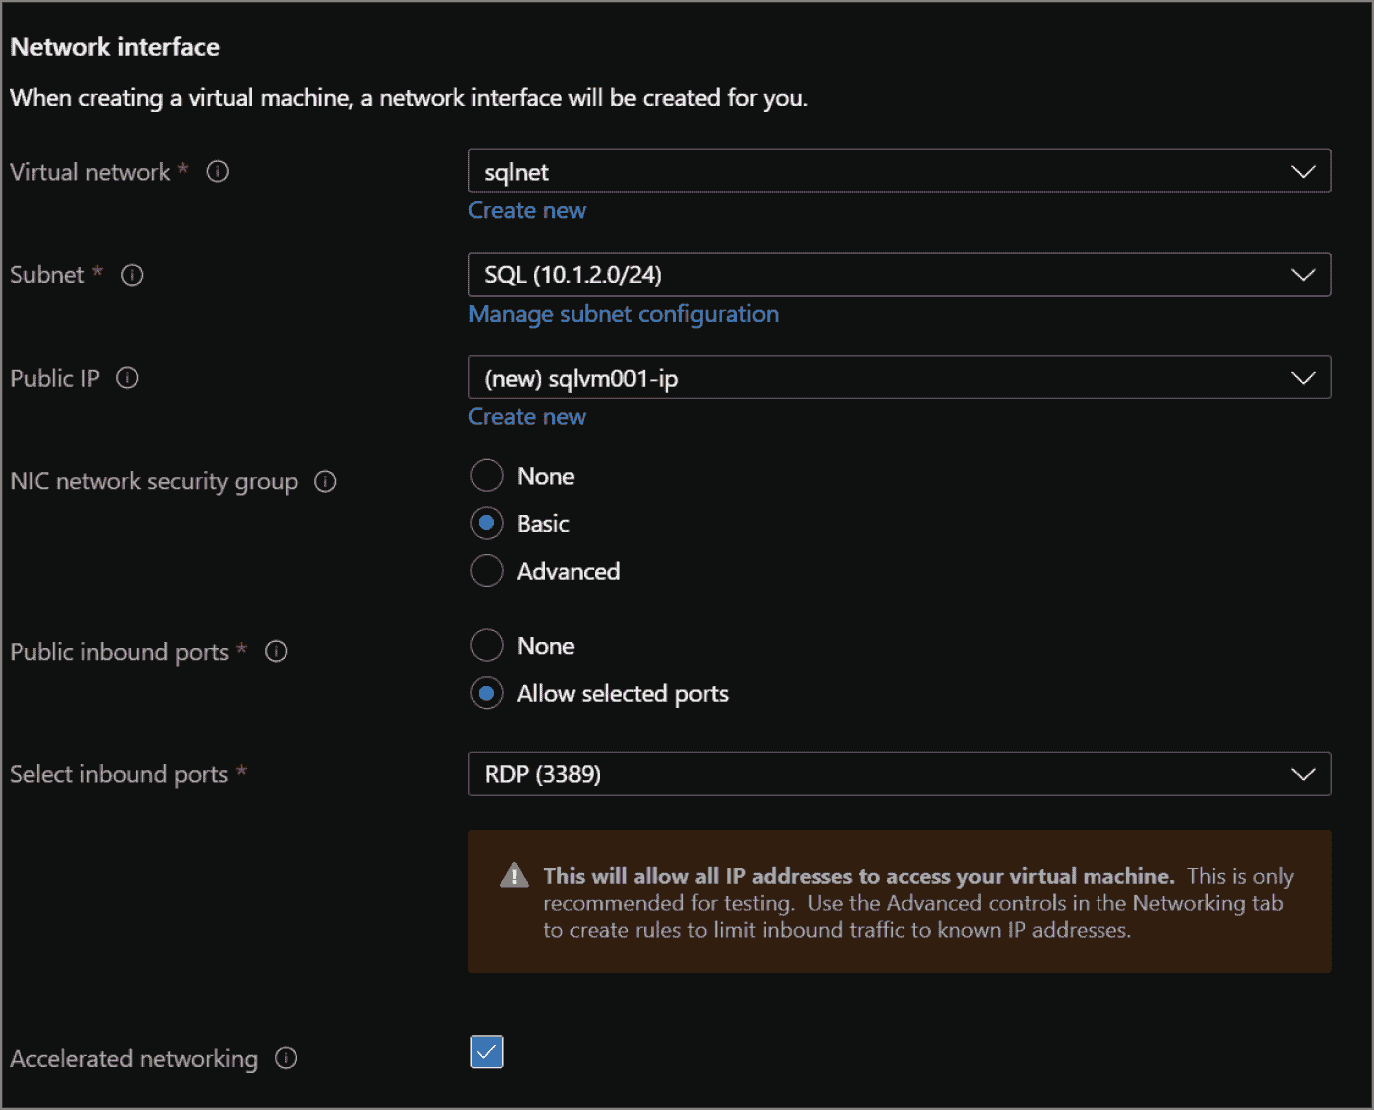 Network interface
When creating a virtual machine, a network interface will be created for you.
Virtual network *
sqlnet
Create new
Subnet *
SQL (10.1.2.0/24)
Manage subnet configuration
Public IP
(new) sqlvm001-ip
Create new
NIC network security group
None
Basic
Advanced
Public inbound ports *
None
Allow selected ports
Select inbound ports *
RDP (3389)
This will allow all IP addresses to access your virtual machine. This is only
recommended for testing. Use the Advanced controls in the Networking tab
to create rules to limit inbound traffic to known IP addresses.
Accelerated networking